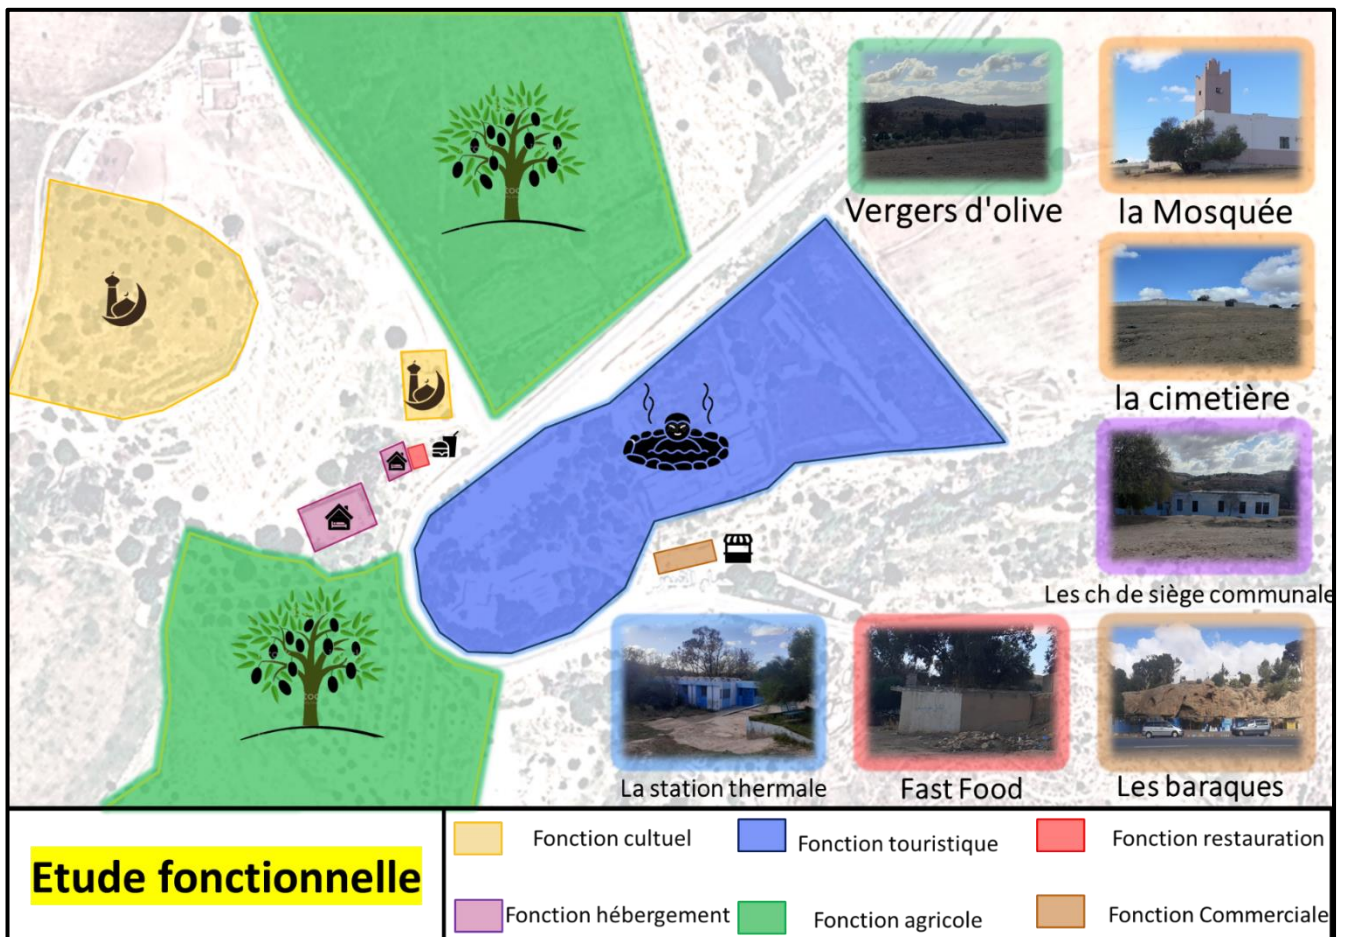 Vergers d'olive
la Mosquée
la cimetière
Les ch de siège communale
La station thermale
Fast Food
Les baraques
Etude fonctionnelle
Fonction cultuel
Fonction touristique
Fonction restauration
Fonction hébergement
Fonction agricole
Fonction Commerciale